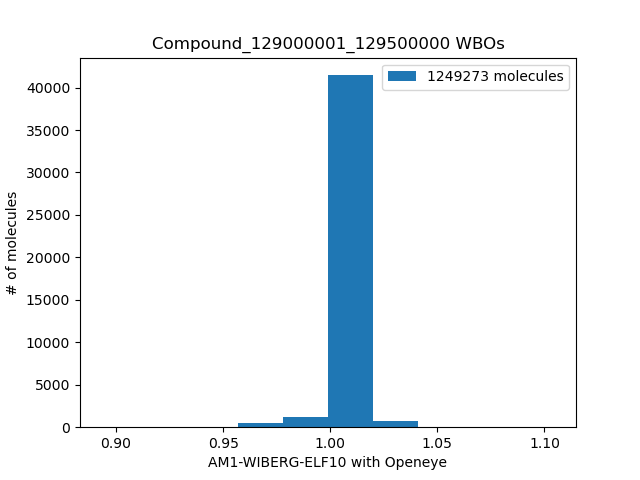 Compound_129000001_129500000 WBOs
1249273 molecules
# of molecules
40000
35000
30000
25000
20000
15000
10000
5000
0
0.90 0.95 1.00 1.05 1.10
AM1-WIBERG-ELF10 with Openeye